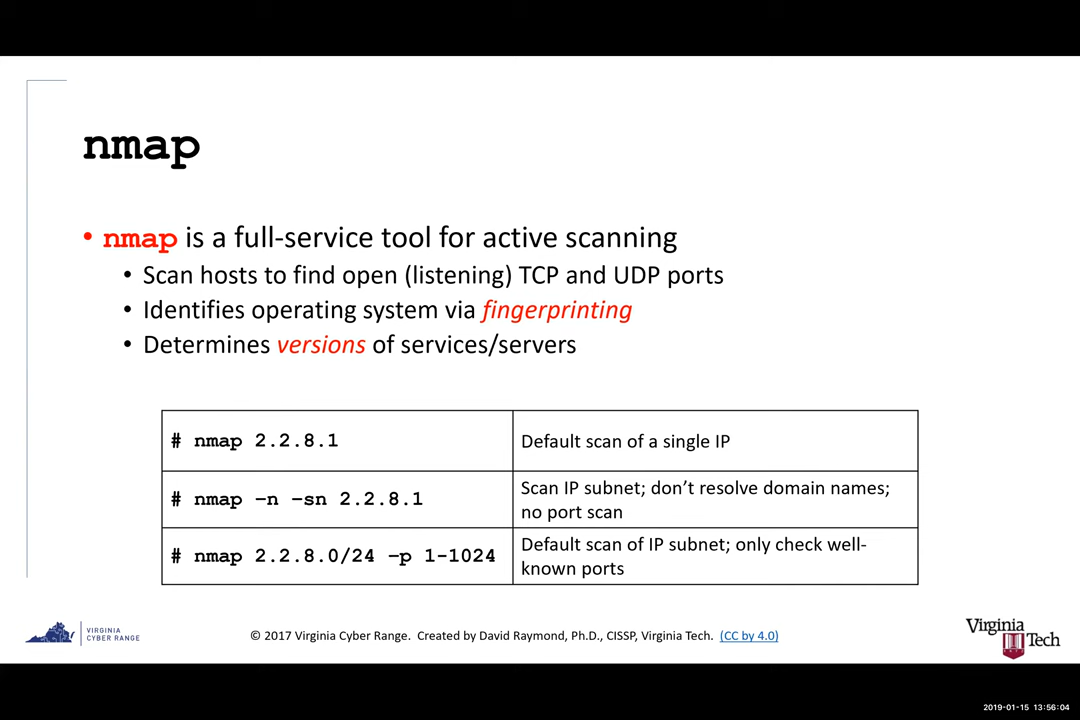 nmap
• nmap is a full-service tool for active scanning
• Scan hosts to find open (listening) TCP and UDP ports
• Identifies operating system via fingerprinting
• Determines versions of services/servers
# nmap 2.2.8.1
Default scan of a single IP
# nmap –n –sn 2.2.8.1
Scan IP subnet; don’t resolve domain names;
no port scan
# nmap 2.2.8.0/24 –p 1-1024
Default scan of IP subnet; only check well-
known ports
VIRGINIA
CYBER RANGE
© 2017 Virginia Cyber Range. Created by David Raymond, Ph.D., CISSP, Virginia Tech. (CC by 4.0)
Virginia
Tech
2019-01-15 13:56:04